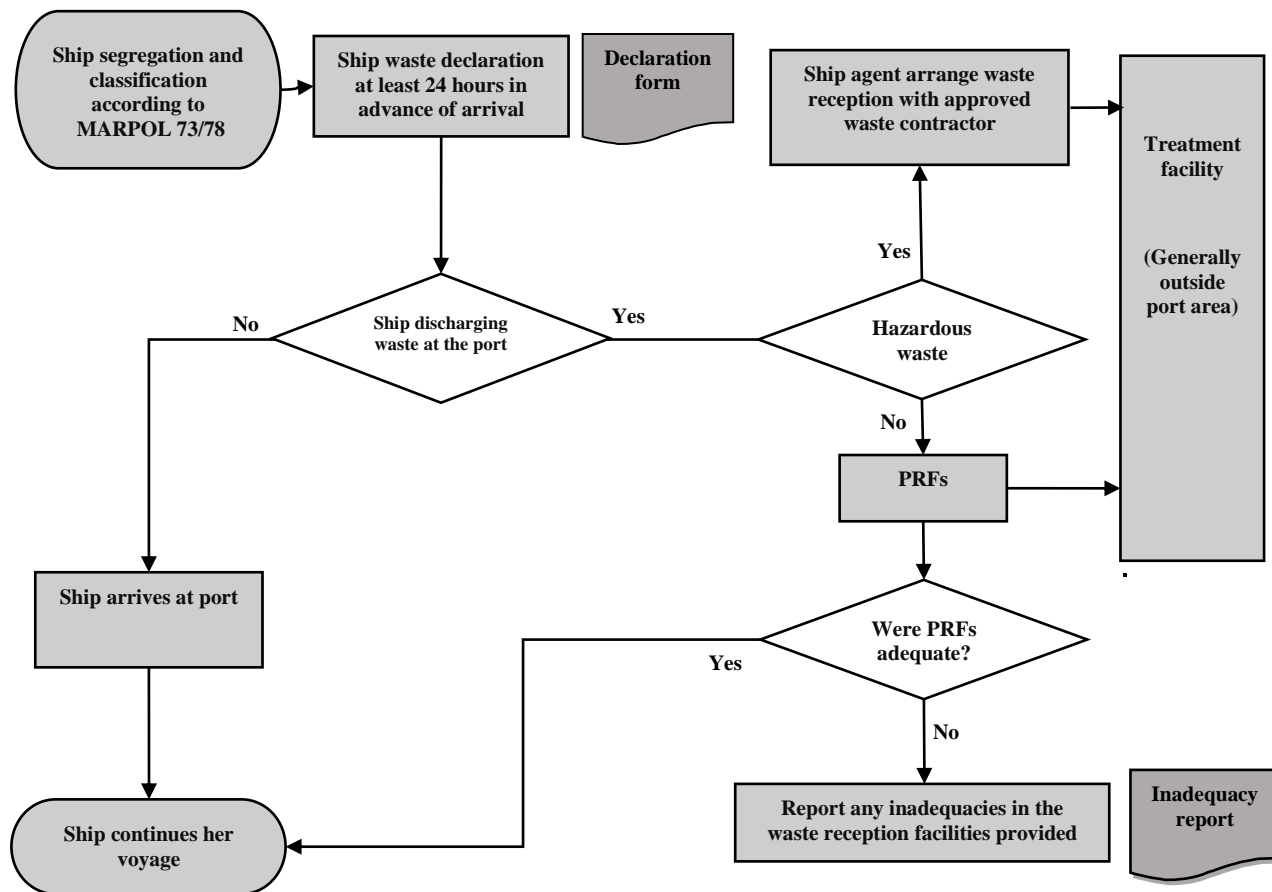 Ship segregation and
classification
according to
MARPOL 73/78
Ship waste declaration
at least 24 hours in
advance of arrival
Declaration
form
Ship agent arrange waste
reception with approved
waste contractor
Treatment
facility
(Generally
outside
port area)
Yes
No
Ship discharging
waste at the port
Yes
Hazardous
waste
No
PRFs
Ship arrives at port
Were PRFs
adequate?
Yes
No
Ship continues her
voyage
Report any inadequacies in the
waste reception facilities provided
Inadequacy
report